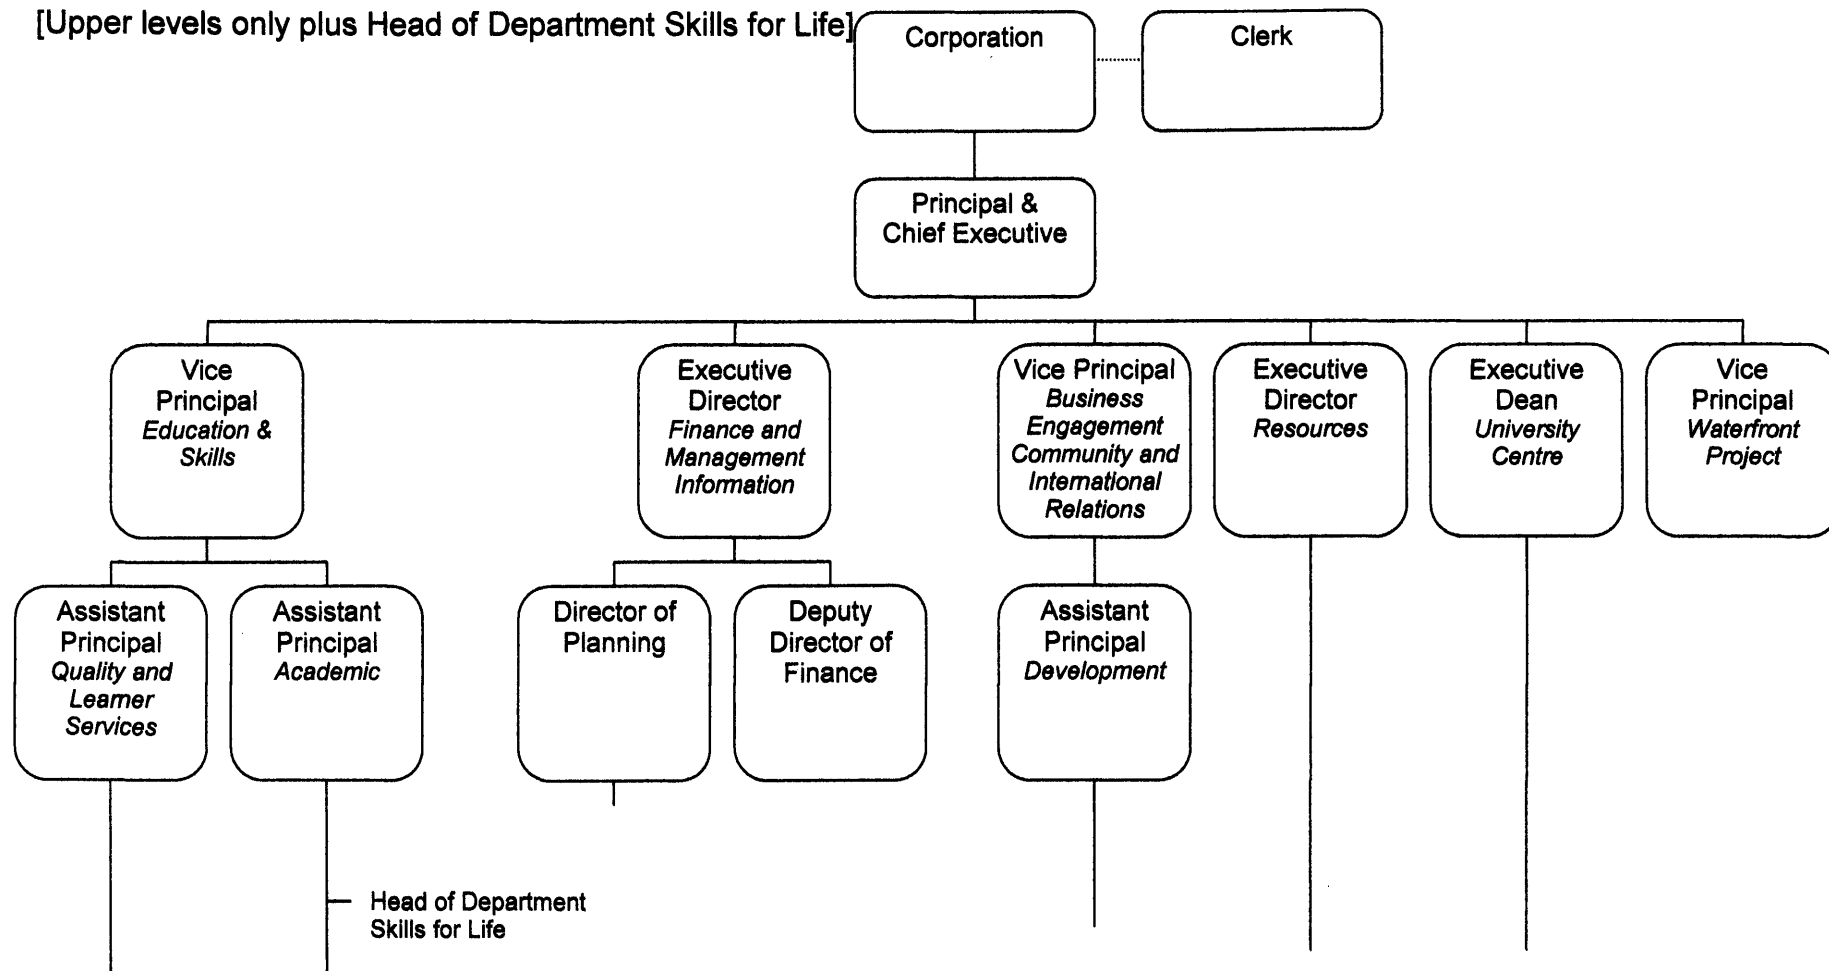 [Upper levels only plus Head of Department Skills for Life]
Corporation
Clerk
Principal &
Chief Executive
Vice
Principal
Education &
Skills
Executive
Director
Finance and
Management
Information
Vice Principal
Business
Engagement
Community and
International
Relations
Executive
Director
Resources
Executive
Dean
University
Centre
Vice
Principal
Waterfront
Project
Assistant
Principal
Quality and
Learner
Services
Assistant
Principal
Academic
Director of
Planning
Deputy
Director of
Finance
Assistant
Principal
Development
Head of Department
Skills for Life